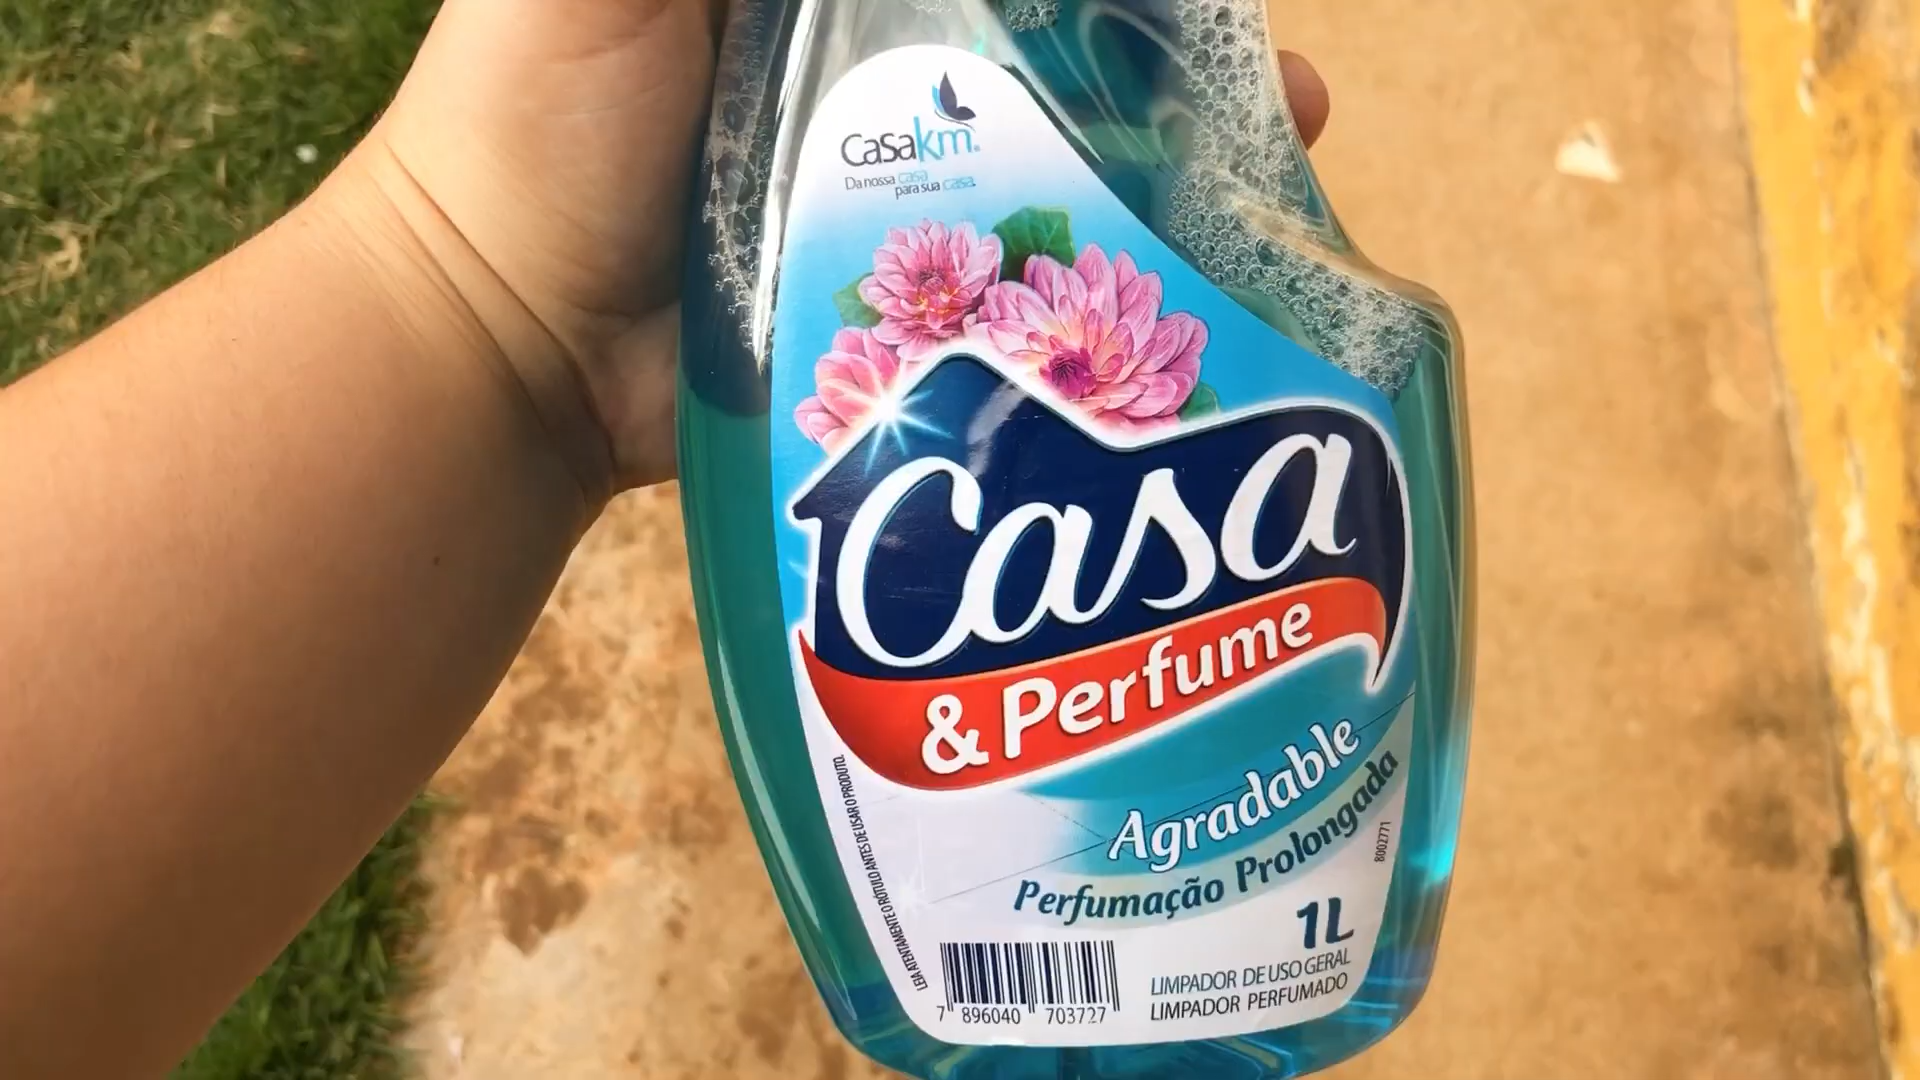 Casakm.
Da nossa casa
para sua casa.
Casa
& Perfume
Agradable
Perfumação Prolongada
1L
LIMPADOR DE USO GERAL
LIMPADOR PERFUMADO
7 896040 703727
LEIA ATENTAMENTE O RÓTULO ANTES DE USAR O PRODUTO.
8002771